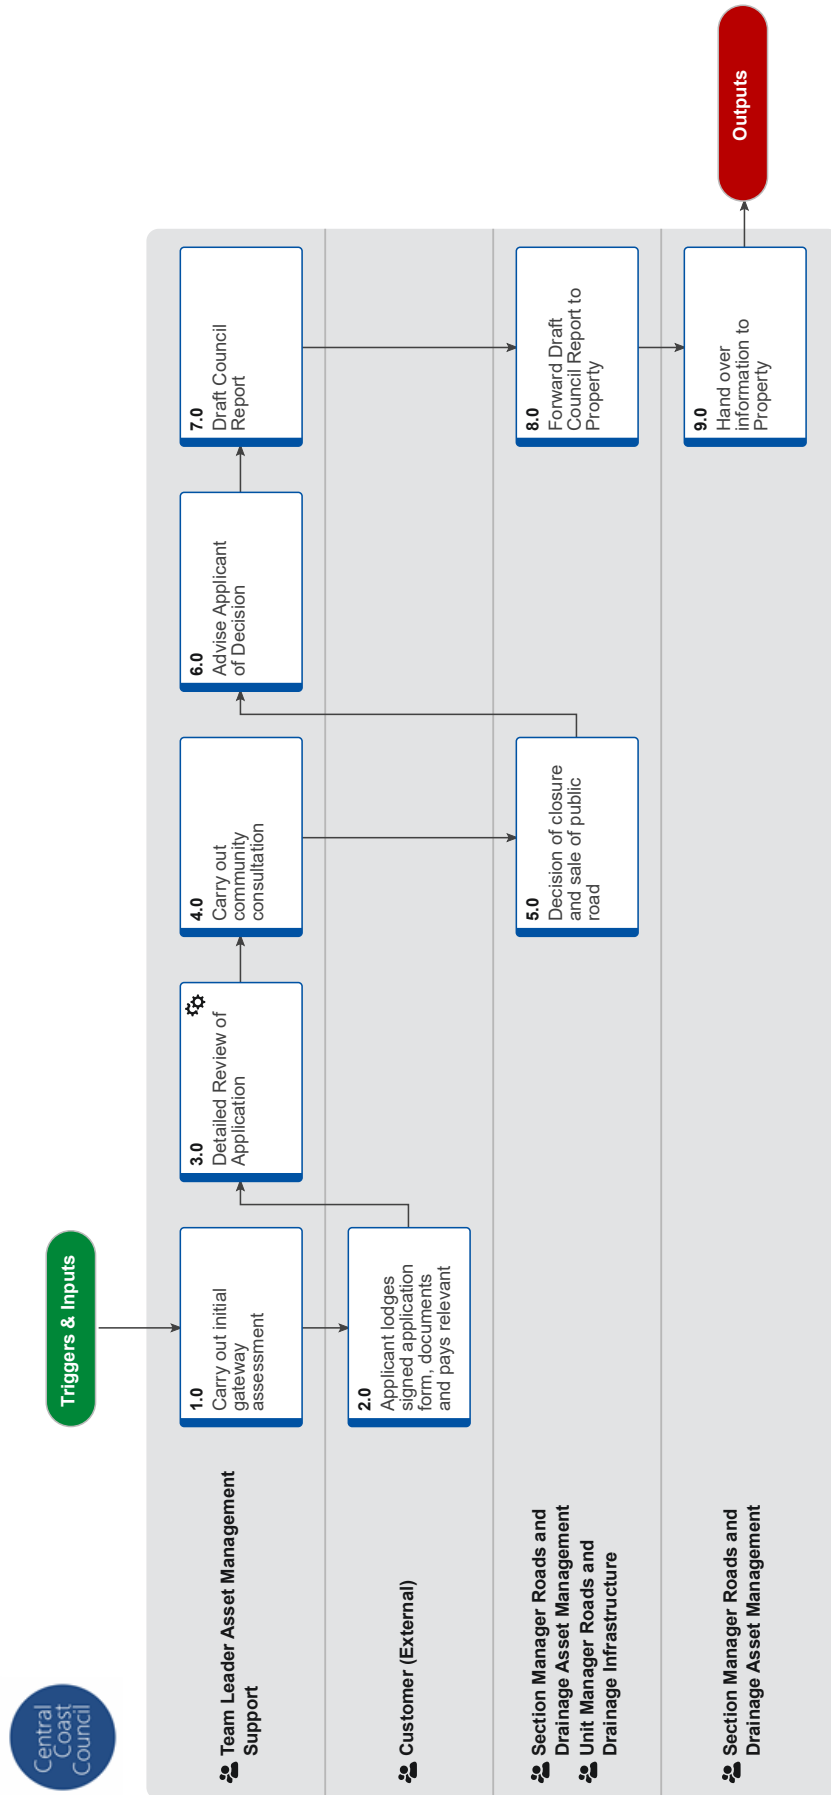 Central
Coast
Council
Triggers & Inputs
Team Leader Asset Management
Support
1.0
Carry out initial
gateway
assessment
3.0
Detailed Review of
Application
4.0
Carry out
community
consultation
6.0
Advise Applicant
of Decision
7.0
Draft Council
Report
Customer (External)
2.0
Applicant lodges
signed application
form, documents
and pays relevant
Section Manager Roads and
Drainage Asset Management
Unit Manager Roads and
Drainage Infrastructure
5.0
Decision of closure
and sale of public
road
8.0
Forward Draft
Council Report to
Property
Section Manager Roads and
Drainage Asset Management
9.0
Hand over
information to
Property
Outputs